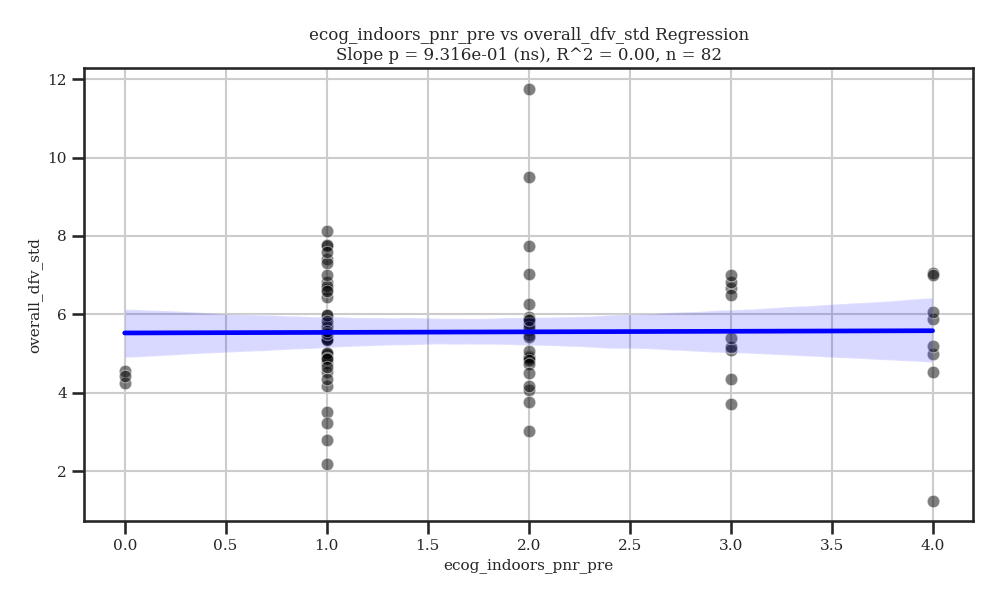 ecog_indoors_pnr_pre vs overall_dfv_std Regression
Slope p = 9.316e-01 (ns), R^2 = 0.00, n = 82
12
10
8
6
4
2
overall_dfv_std
0.0 0.5 1.0 1.5 2.0 2.5 3.0 3.5 4.0
ecog_indoors_pnr_pre